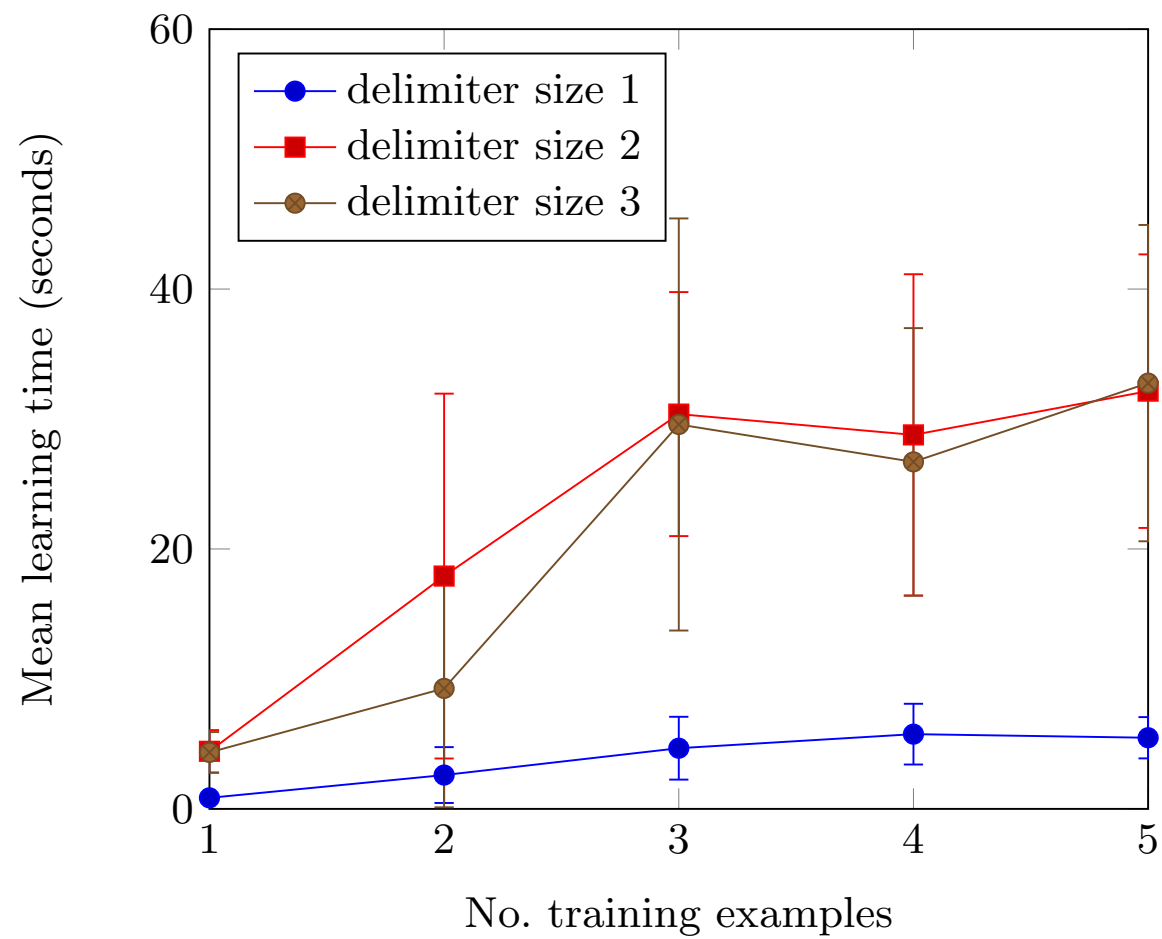 60
40
20
0
Mean learning time (seconds)
delimiter size 1
delimiter size 2
delimiter size 3
1 2 3 4 5
No. training examples